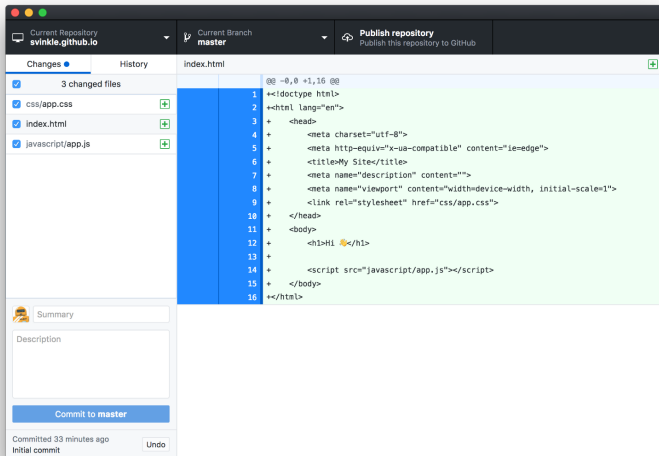 Current Repository
svinkle.github.io
Current Branch
master
Publish repository
Publish this repository to GitHub
Changes
History
3 changed files
css/app.css
index.html
javascript/app.js
Summary
Description
Commit to master
Committed 33 minutes ago
Initial commit
Undo
index.html
@@ -0,0 +1,16 @@
1 +<!doctype html>
2 +<html lang="en">
3 +    <head>
4 +        <meta charset="utf-8">
5 +        <meta http-equiv="x-ua-compatible" content="ie=edge">
6 +        <title>My Site</title>
7 +        <meta name="description" content="">
8 +        <meta name="viewport" content="width=device-width, initial-scale=1">
9 +        <link rel="stylesheet" href="css/app.css">
10 +    </head>
11 +    <body>
12 +        <h1>Hi 👋</h1>
13 +
14 +        <script src="javascript/app.js"></script>
15 +    </body>
16 +</html>